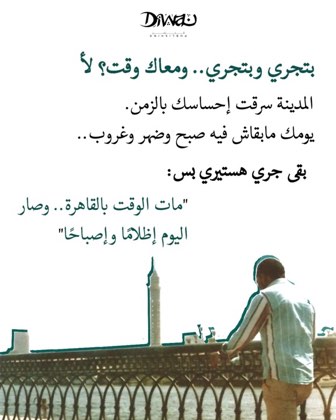 Diwan ديوان
بتجري وبتجري.. ومعاك وقت؟ لأ
المدينة سرقت إحساسك بالزمن.
يومك مابقاش فيه صبح وضهر وغروب..
بقى جري هستيري بس:
"مات الوقت بالقاهرة.. وصار
اليوم إظلامًا وإصباحًا"